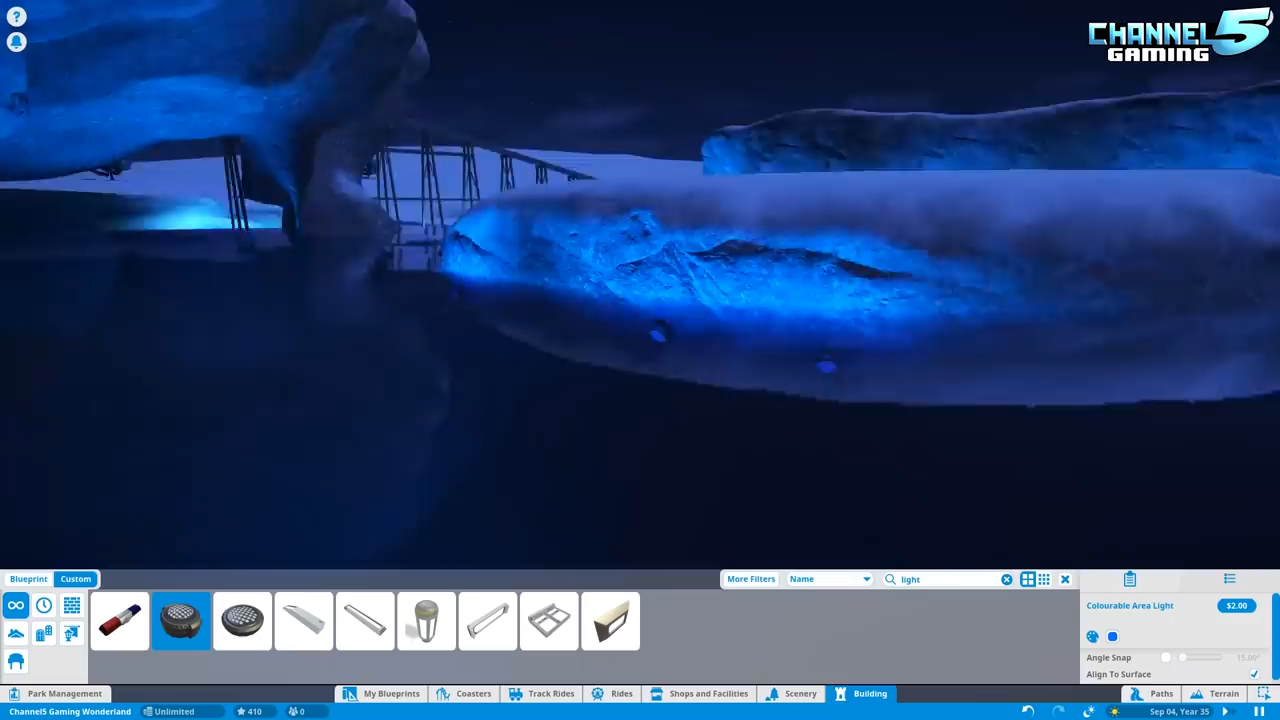 ?
CHANNEL 5
GAMING
Blueprint
Custom
More Filters
Name
light
Colourable Area Light
$2.00
Angle Snap
15.00°
Align To Surface
Park Management
My Blueprints
Coasters
Track Rides
Rides
Shops and Facilities
Scenery
Building
Paths
Terrain
Channel5 Gaming Wonderland
Unlimited
410
0
Sep 04, Year 35